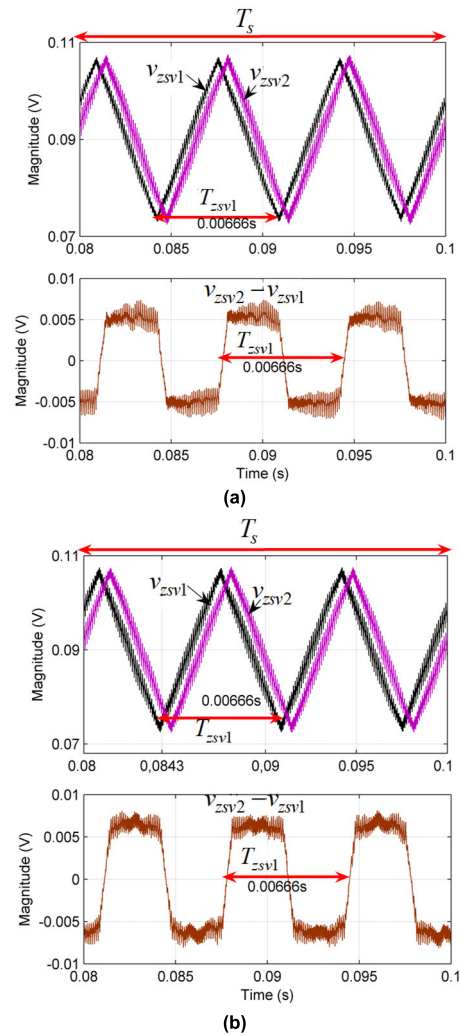 T_s
0.11
0.09
0.07
Magnitude (V)
v_zsv1
v_zsv2
T_zsv1
0.00666s
0.08 0.085 0.09 0.095 0.1
0.01
0.005
0
-0.005
-0.01
Magnitude (V)
v_zsv2 – v_zsv1
T_zsv1
0.00666s
0.08 0.085 0.09 0.095 0.1
Time (s)
(a)
T_s
0.11
0.09
0.07
Magnitude (V)
v_zsv1
v_zsv2
0.00666s
T_zsv1
0.08 0,0843 0,09 0.095 0.1
0.01
0.005
0
-0.005
-0.01
Magnitude (V)
v_zsv2 – v_zsv1
T_zsv1
0.00666s
0.08 0.085 0.09 0.095 0.1
Time (s)
(b)